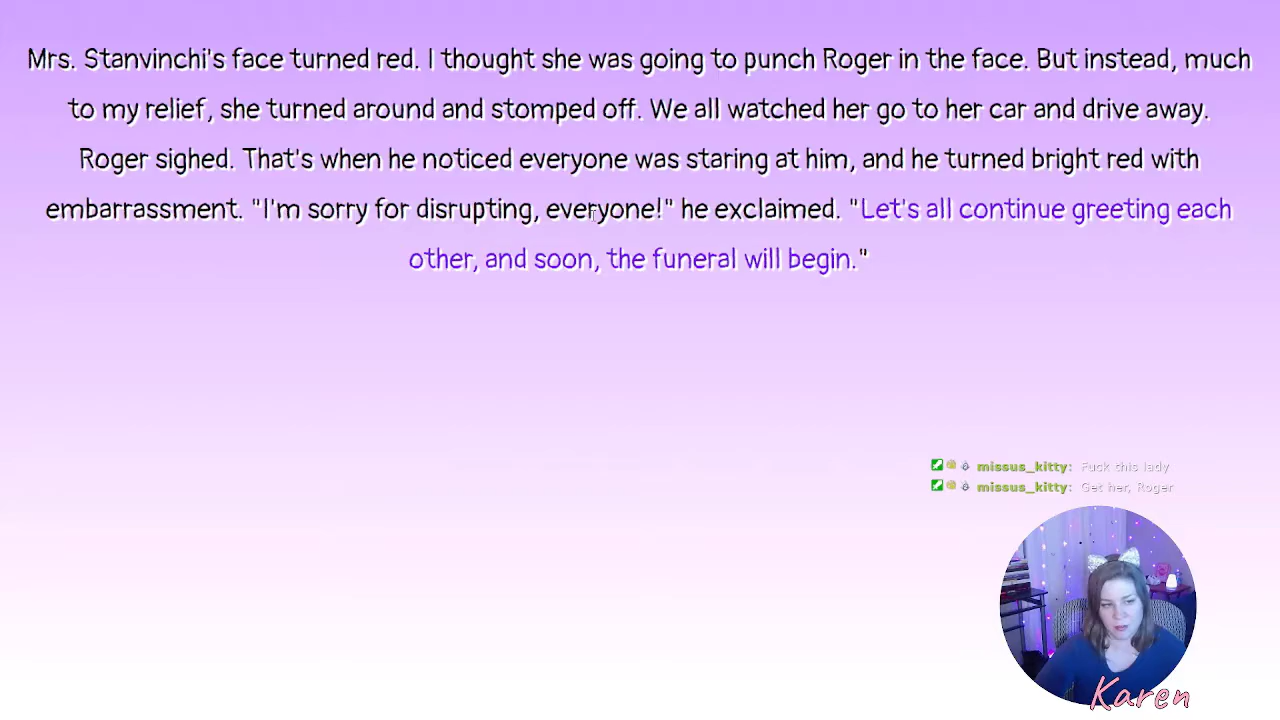 Mrs. Stanvinchi's face turned red. I thought she was going to punch Roger in the face. But instead, much
to my relief, she turned around and stomped off. We all watched her go to her car and drive away.
Roger sighed. That's when he noticed everyone was staring at him, and he turned bright red with
embarrassment. "I'm sorry for disrupting, everyone!" he exclaimed. "Let's all continue greeting each
other, and soon, the funeral will begin."
missus_kitty: Fuck this lady
missus_kitty: Get her, Roger
Karen